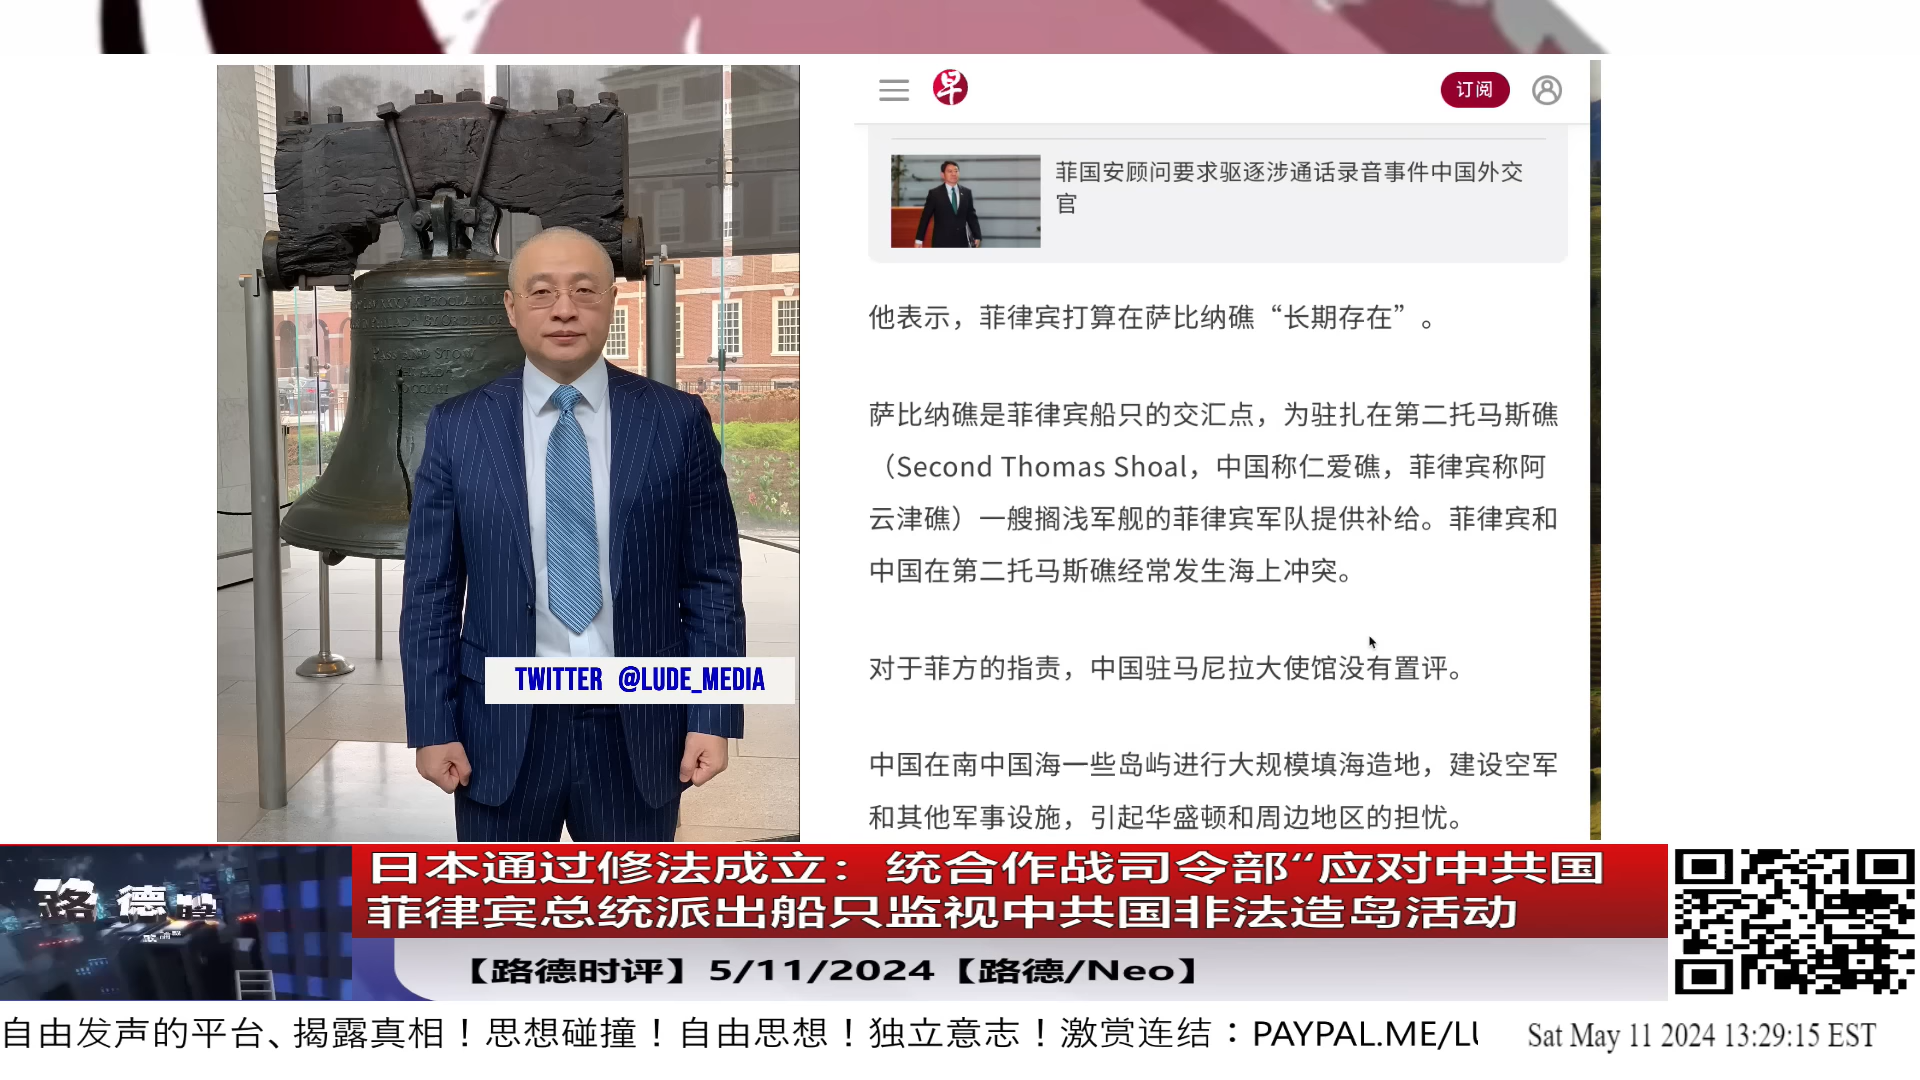 早
订阅
菲国安顾问要求驱逐涉通话录音事件中国外交
官
他表示，菲律宾打算在萨比纳礁“长期存在”。
萨比纳礁是菲律宾船只的交汇点，为驻扎在第二托马斯礁
（Second Thomas Shoal，中国称仁爱礁，菲律宾称阿
云津礁）一艘搁浅军舰的菲律宾军队提供补给。菲律宾和
中国在第二托马斯礁经常发生海上冲突。
对于菲方的指责，中国驻马尼拉大使馆没有置评。
中国在南中国海一些岛屿进行大规模填海造地，建设空军
和其他军事设施，引起华盛顿和周边地区的担忧。
PASS AND STOW
TWITTER @LUDE_MEDIA
路德
日本通过修法成立：统合作战司令部“应对中共国
菲律宾总统派出船只监视中共国非法造岛活动
【路德时评】5/11/2024【路德/Neo】
自由发声的平台、揭露真相！思想碰撞！自由思想！独立意志！激赏连结：PAYPAL.ME/LU
Sat May 11 2024 13:29:15 EST